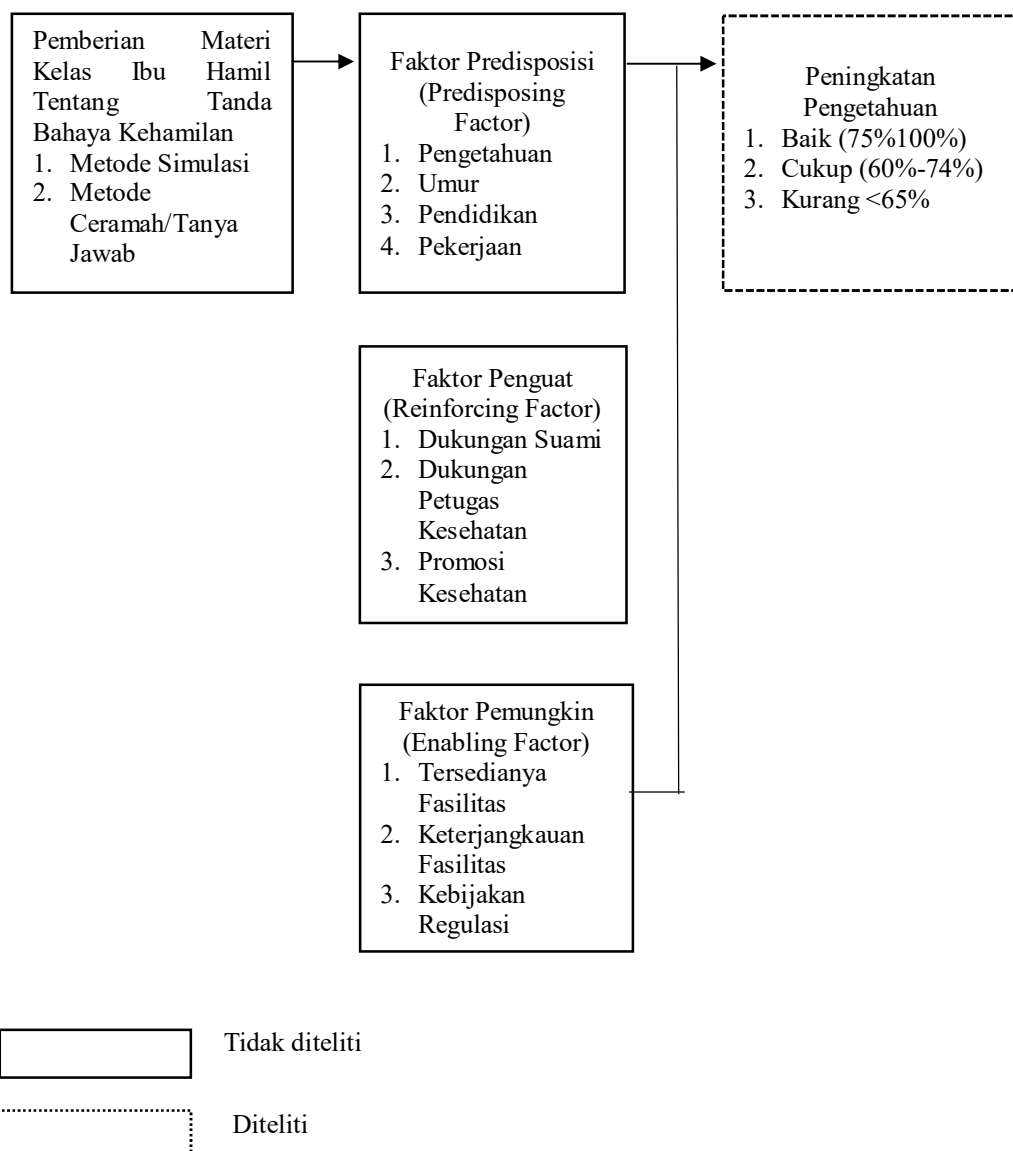 Pemberian Materi
Kelas Ibu Hamil
Tentang Tanda
Bahaya Kehamilan
1. Metode Simulasi
2. Metode
Ceramah/Tanya
Jawab
Faktor Predisposisi
(Predisposing
Factor)
1. Pengetahuan
2. Umur
3. Pendidikan
4. Pekerjaan
Peningkatan
Pengetahuan
1. Baik (75%100%)
2. Cukup (60%-74%)
3. Kurang <65%
Faktor Penguat
(Reinforcing Factor)
1. Dukungan Suami
2. Dukungan
Petugas
Kesehatan
3. Promosi
Kesehatan
Faktor Pemungkin
(Enabling Factor)
1. Tersedianya
Fasilitas
2. Keterjangkauan
Fasilitas
3. Kebijakan
Regulasi
Tidak diteliti
Diteliti